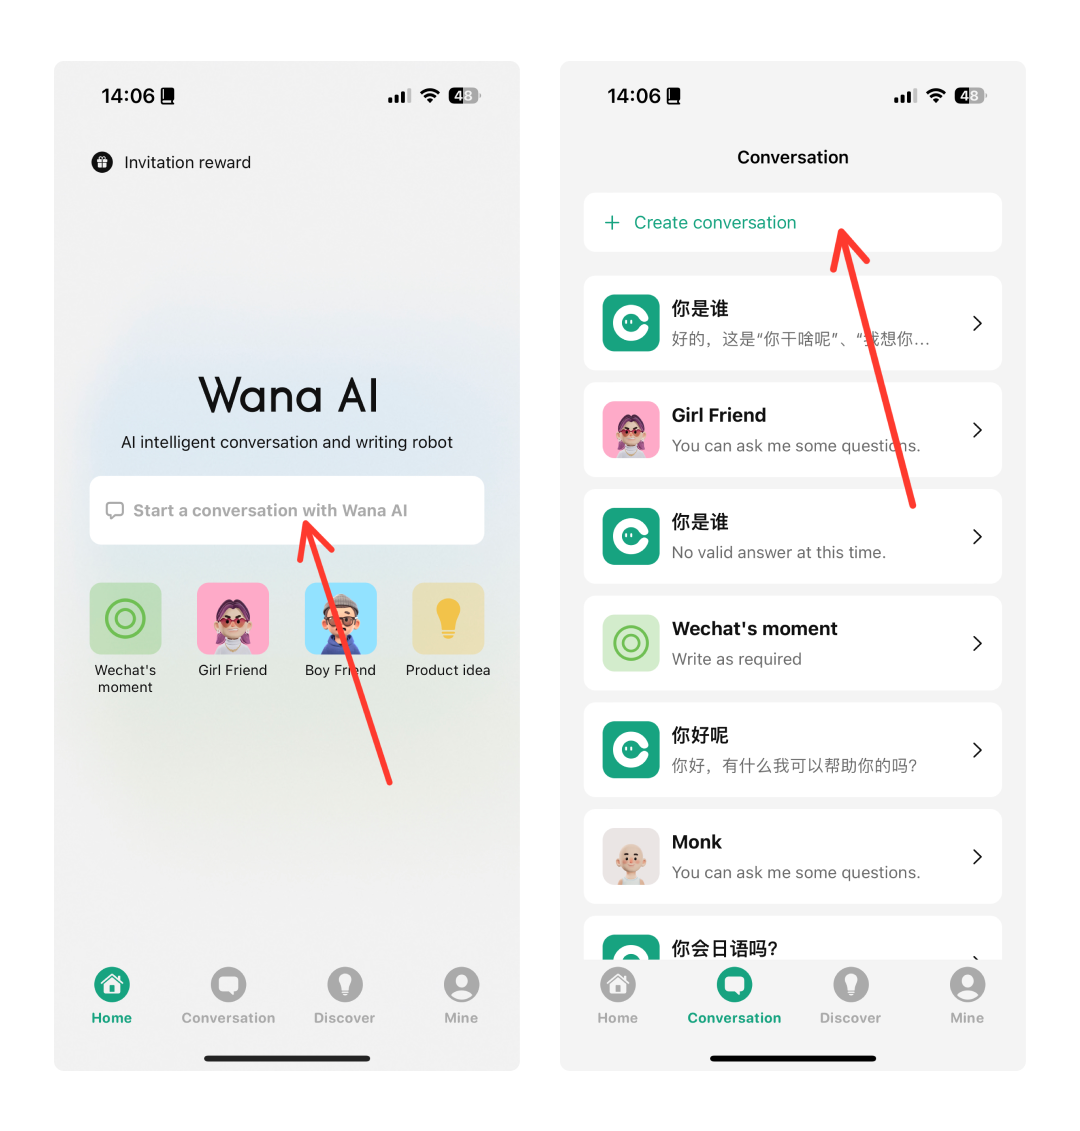 14:06
48
Invitation reward
Wana AI
AI intelligent conversation and writing robot
Start a conversation with Wana AI
Wechat's
moment
Girl Friend
Boy Friend
Product idea
Home
Conversation
Discover
Mine
14:06
48
Conversation
+ Create conversation
你是谁
好的，这是“你干啥呢”、“我想你...
Girl Friend
You can ask me some questions.
你是谁
No valid answer at this time.
Wechat's moment
Write as required
你好呢
你好，有什么我可以帮助你的吗?
Monk
You can ask me some questions.
你会日语吗?
Home
Conversation
Discover
Mine